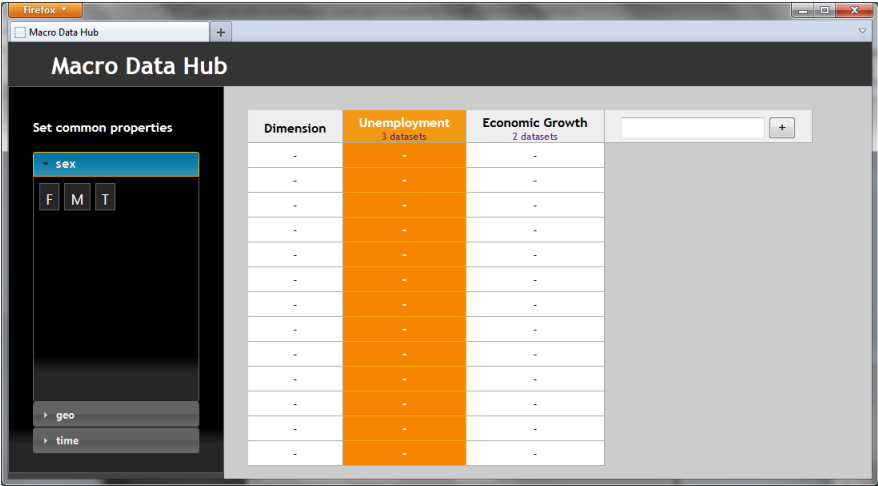 Firefox
Macro Data Hub
+
Macro Data Hub
Set common properties
sex
F M T
geo
time
Dimension Unemployment Economic Growth +
3 datasets 2 datasets
- - -
- - -
- - -
- - -
- - -
- - -
- - -
- - -
- - -
- - -
- - -
- - -
- - -